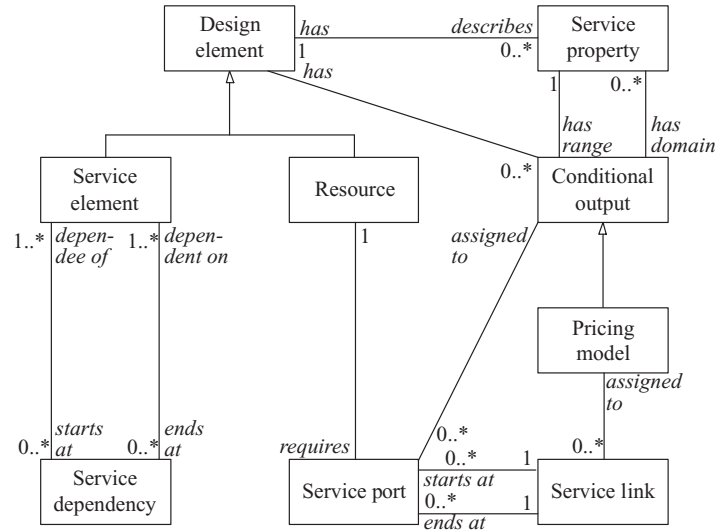 Design
element
has
1
has
describes
0..*
Service
property
1
0..*
has
range
has
domain
Service
element
Resource
0..*
Conditional
output
1..*
depen-
dee of
1..*
depen-
dent on
1
assigned
to
Pricing
model
assigned
to
0..*
starts
at
0..*
ends
at
0..*
requires
0..*
0..*
1
starts at
0..*
1
ends at
Service
dependency
Service port
Service link